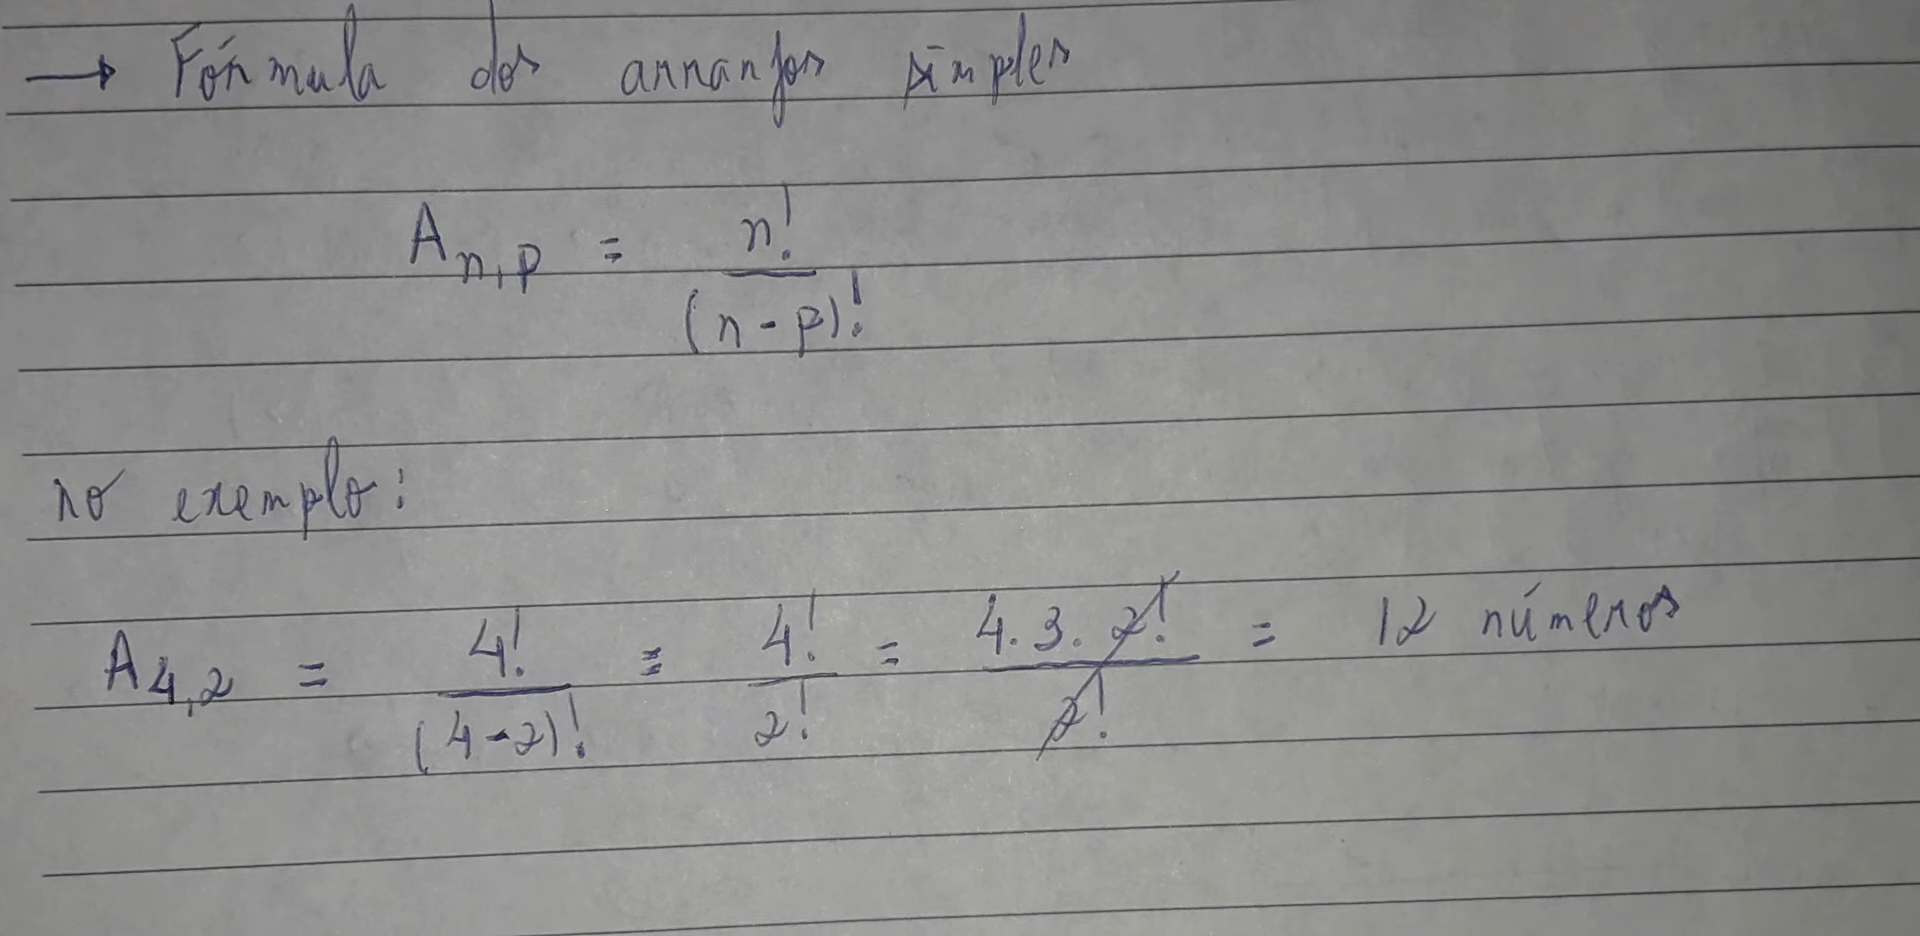 → Fórmula dos arranjos simples
A n,p = n! / (n-p)!
no exemplo:
A 4,2 = 4! / (4-2)! = 4! / 2! = 4.3.2! / 2! = 12 números